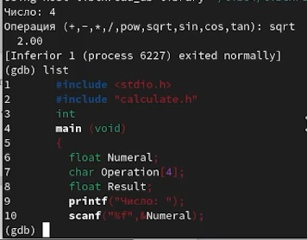 Число: 4
Операция (+,-,*,/,pow,sqrt,sin,cos,tan): sqrt
2.00
[Inferior 1 (process 6227) exited normally]
(gdb) list
1 #include <stdio.h>
2 #include "calculate.h"
3 int
4 main (void)
5 {
6 float Numeral;
7 char Operation[4];
8 float Result;
9 printf("Число: ");
10 scanf("%f",&Numeral);
(gdb)